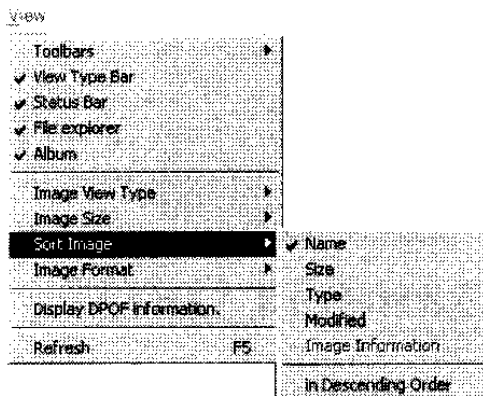 View
Toolbars
View Type Bar
Status Bar
File explorer
Album
Image View Type
Image Size
Sort Image
Image Format
Display DPOF information.
Refresh F5
Name
Size
Type
Modified
Image Information
in Descending Order